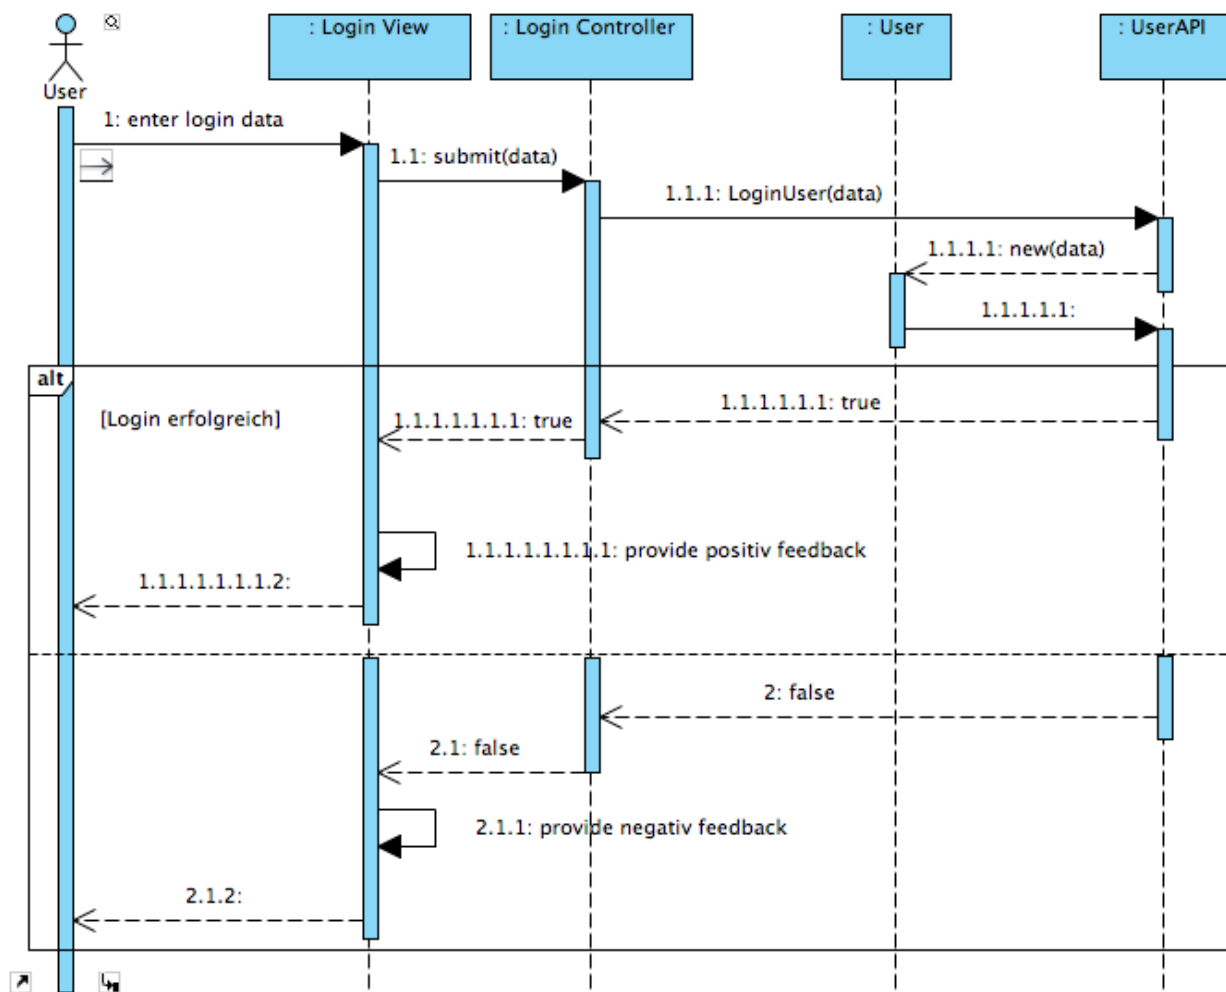 : Login View
: Login Controller
: User
: UserAPI
User
1: enter login data
1.1: submit(data)
1.1.1: LoginUser(data)
1.1.1.1: new(data)
1.1.1.1.1:
alt
[Login erfolgreich]
1.1.1.1.1.1: true
1.1.1.1.1.1.1: true
1.1.1.1.1.1.1.1: provide positiv feedback
1.1.1.1.1.1.1.2:
2: false
2.1: false
2.1.1: provide negativ feedback
2.1.2: